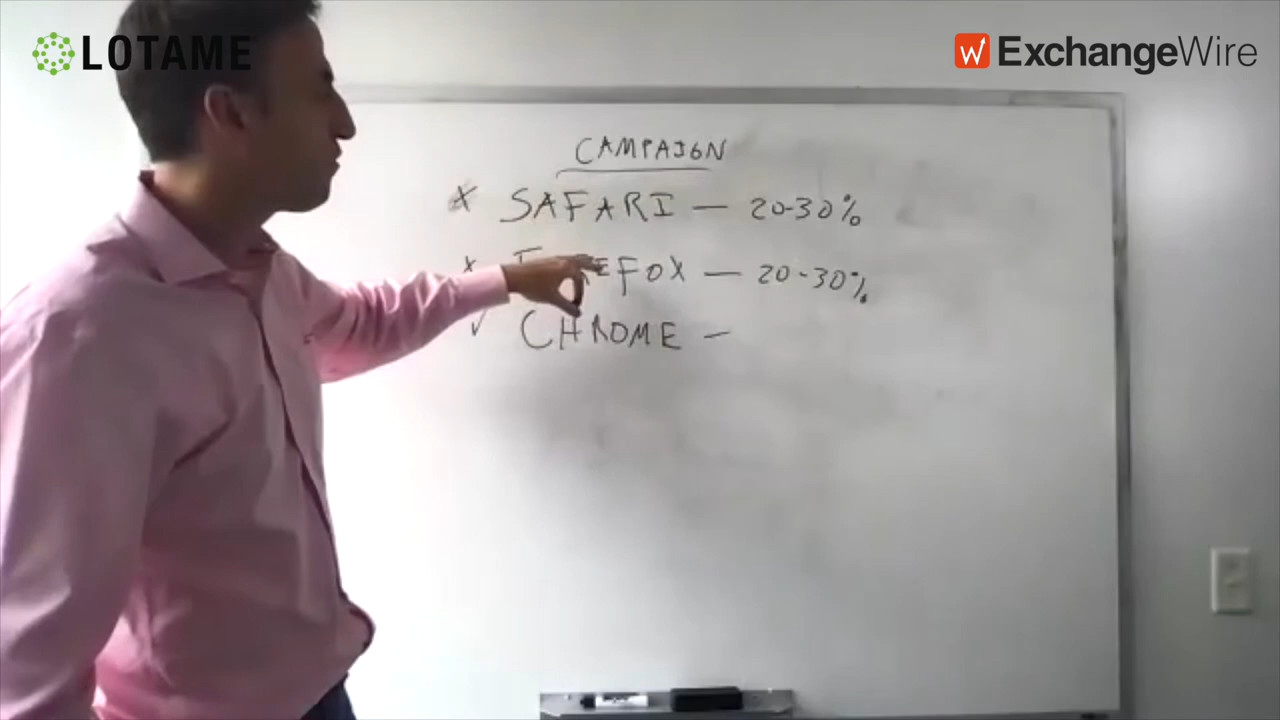 LOTAME
ExchangeWire
CAMPAIGN
x SAFARI — 20-30%
x FOX — 20-30%
✓ CHROME —